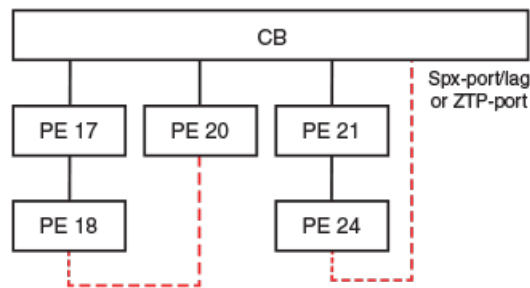 CB
Spx-port/lag
or ZTP-port
PE 17
PE 20
PE 21
PE 18
PE 24